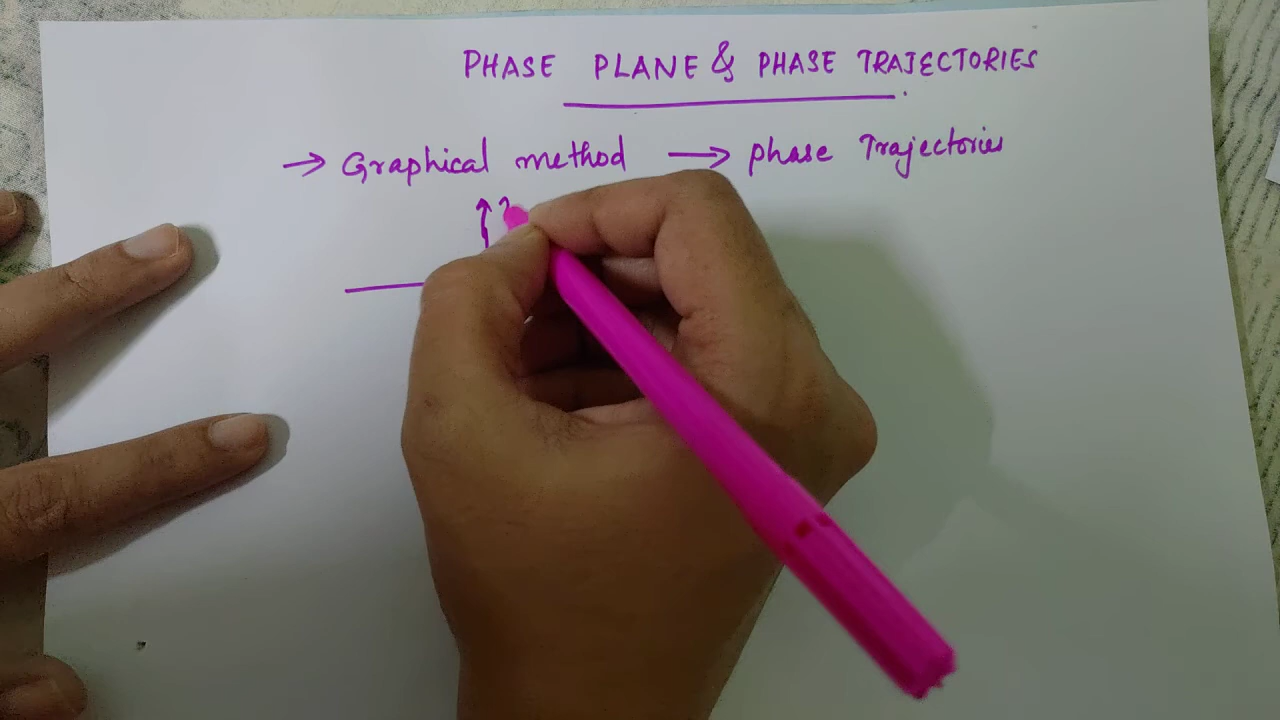 PHASE PLANE & PHASE TRAJECTORIES
→ Graphical method → phase Trajectories